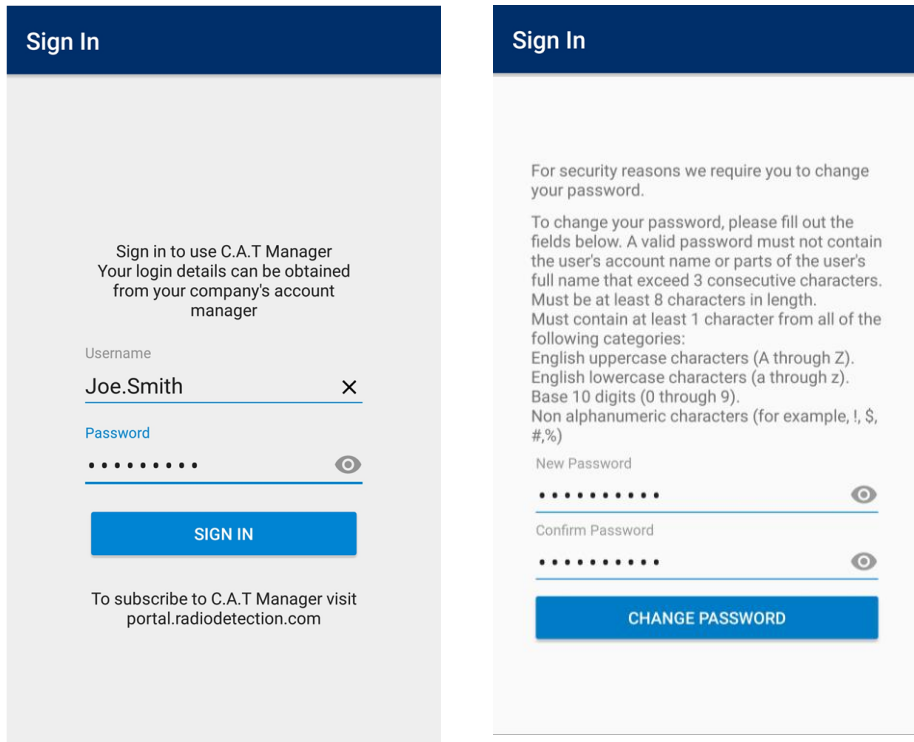 Sign In
Sign in to use C.A.T Manager
Your login details can be obtained
from your company's account
manager
Username
Joe.Smith
Password
SIGN IN
To subscribe to C.A.T Manager visit
portal.radiodetection.com
Sign In
For security reasons we require you to change
your password.
To change your password, please fill out the
fields below. A valid password must not contain
the user's account name or parts of the user's
full name that exceed 3 consecutive characters.
Must be at least 8 characters in length.
Must contain at least 1 character from all of the
following categories:
English uppercase characters (A through Z).
English lowercase characters (a through z).
Base 10 digits (0 through 9).
Non alphanumeric characters (for example, !, $,
#,%)
New Password
Confirm Password
CHANGE PASSWORD